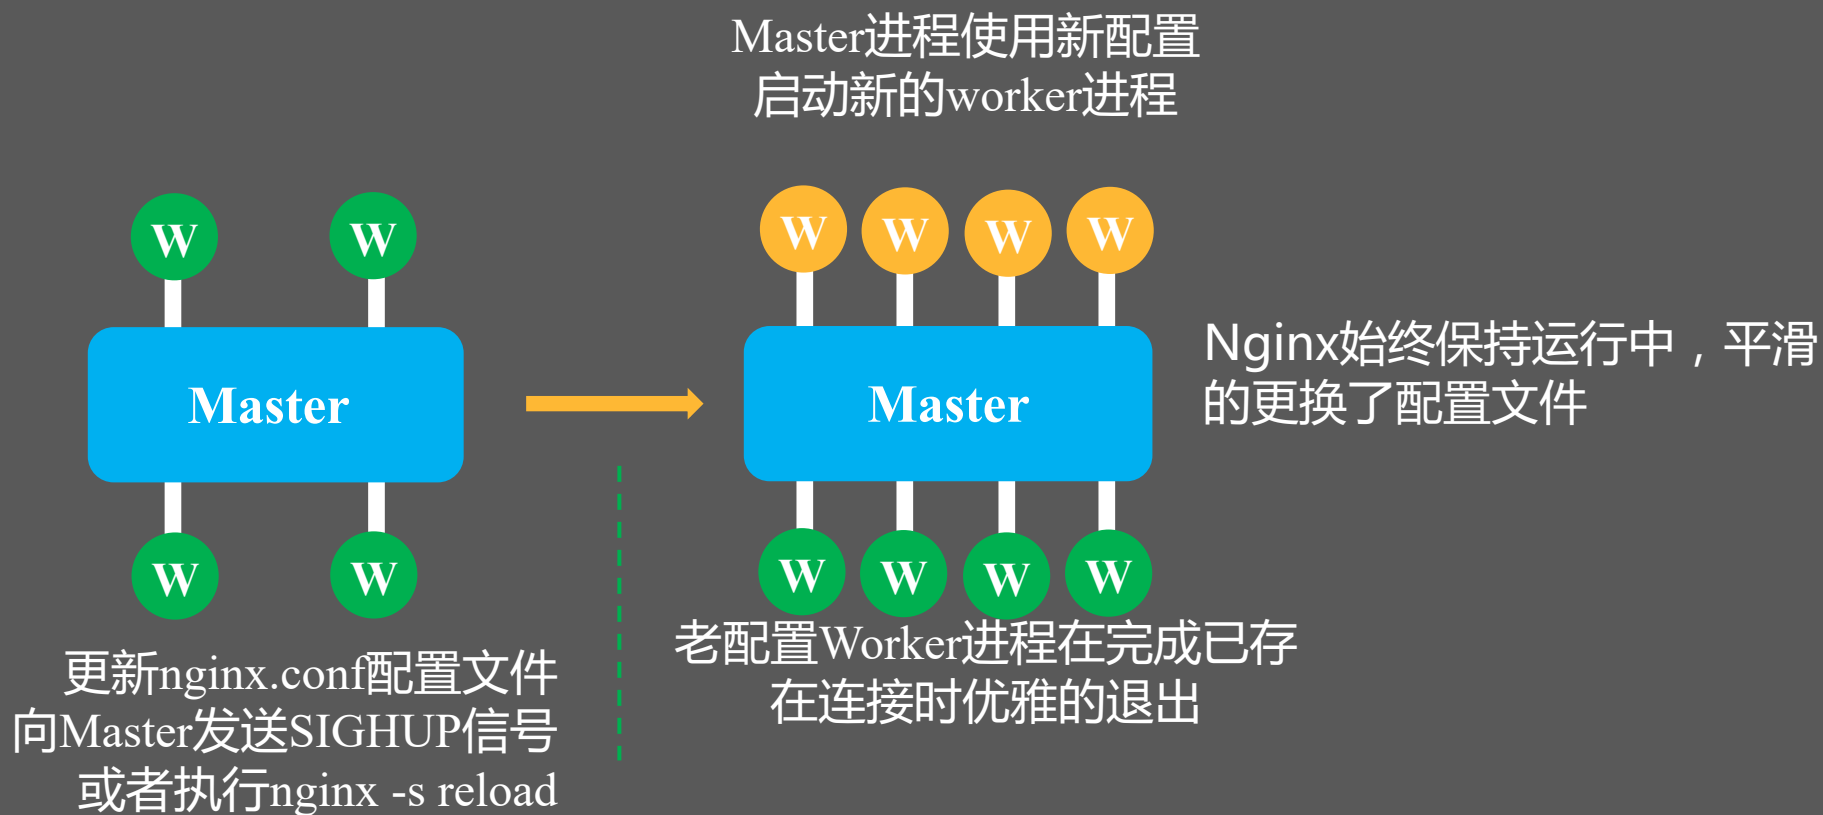 Master进程使用新配置
启动新的worker进程
W
W
W
W
W
W
Master
Master
Nginx始终保持运行中，平滑
的更换了配置文件
W
W
W
W
W
W
更新nginx.conf配置文件
向Master发送SIGHUP信号
或者执行nginx -s reload
老配置Worker进程在完成已存
在连接时优雅的退出